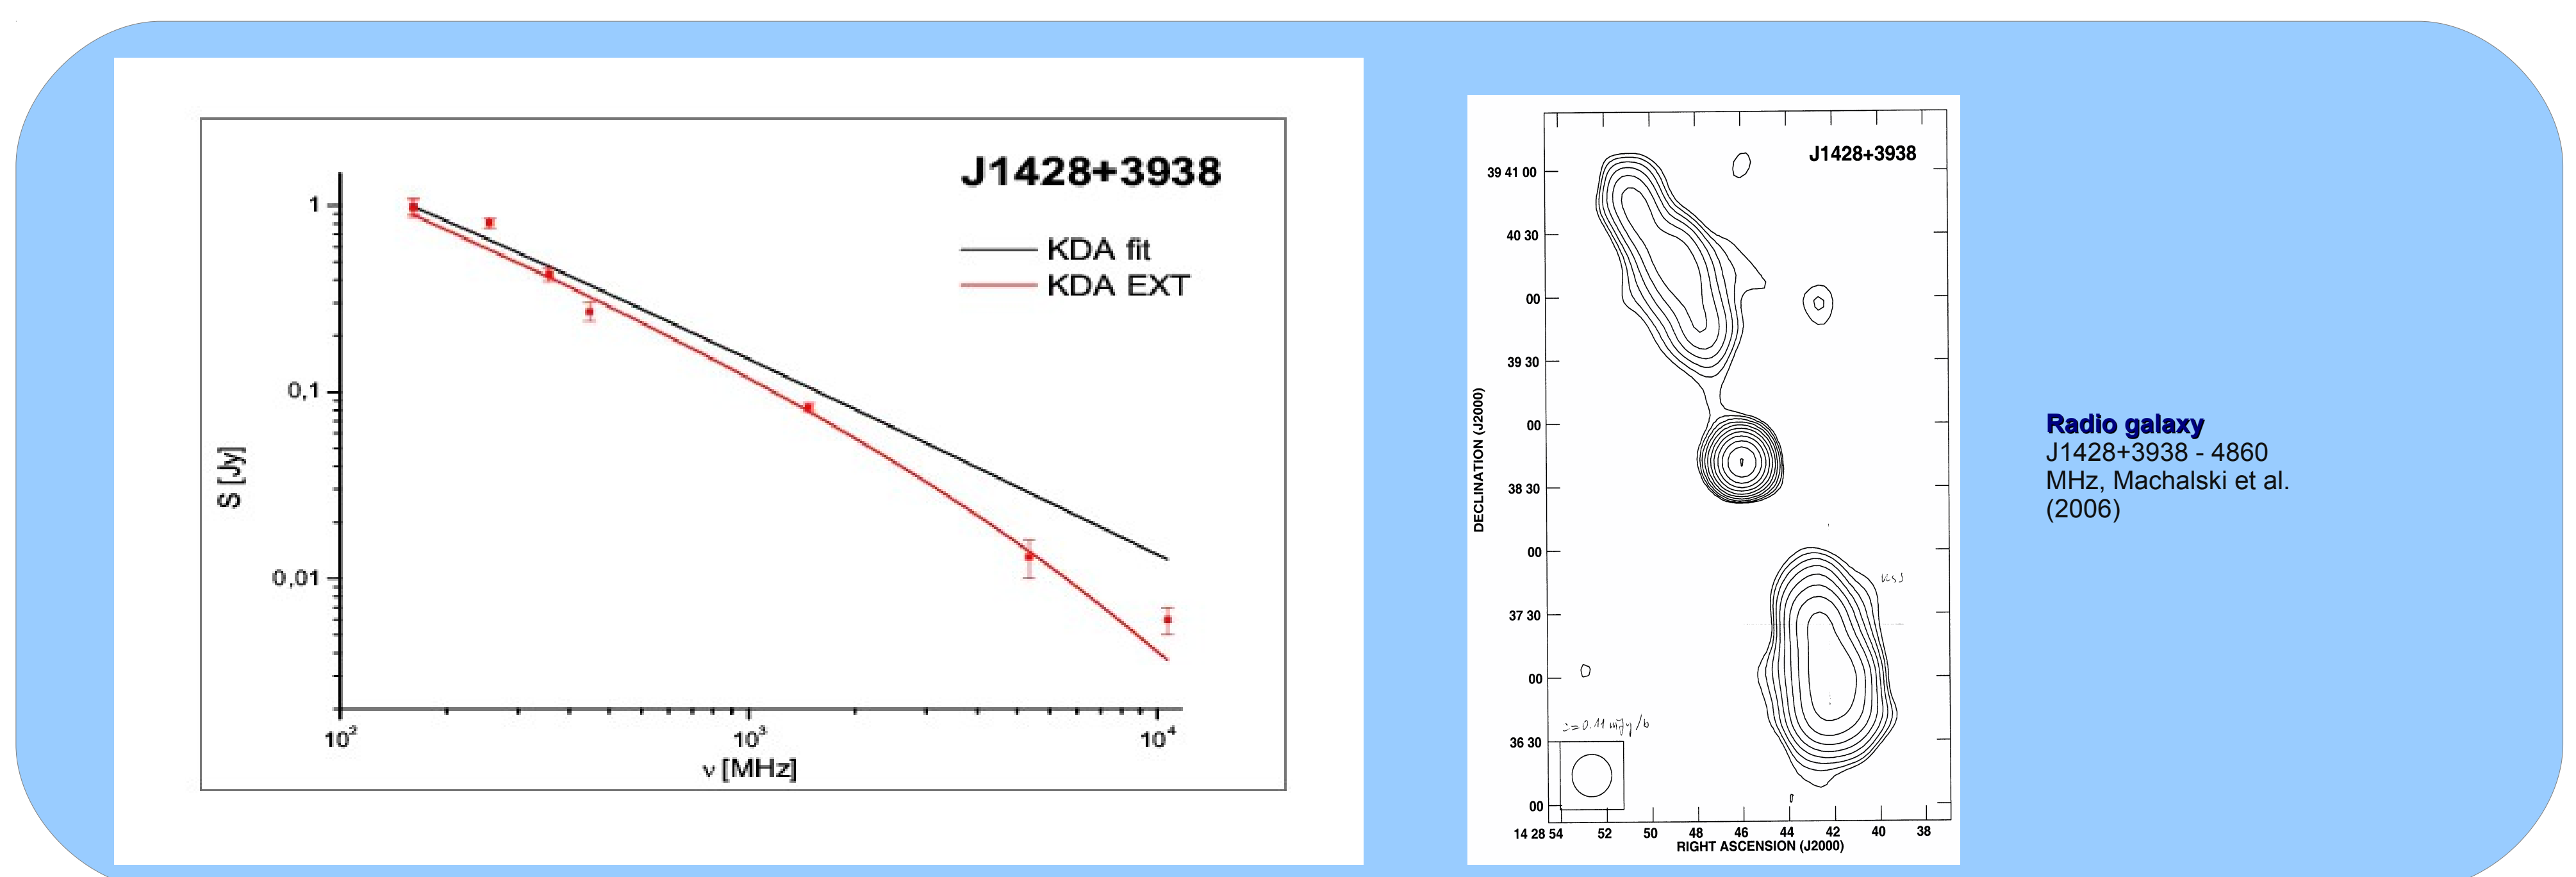 J1428+3938
KDA fit
KDA EXT
1
0,1
0,01
S [Jy]
10²
10³
10⁴
ν [MHz]
J1428+3938
39 41 00
40 30
00
39 30
00
38 30
00
37 30
00
36 30
00
DECLINATION (J2000)
14 28 54 52 50 48 46 44 42 40 38
RIGHT ASCENSION (J2000)
Radio galaxy
J1428+3938 - 4860
MHz, Machalski et al.
(2006)